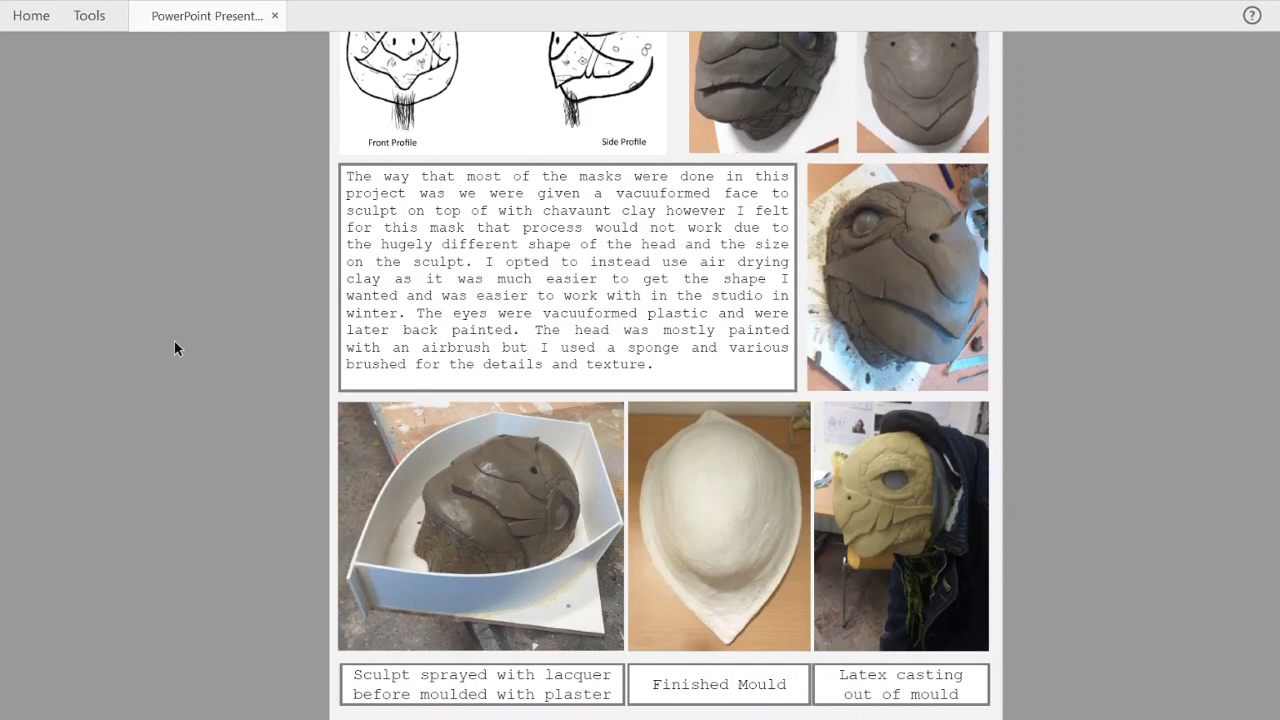 Home
Tools
PowerPoint Present...
×
?
Front Profile
Side Profile
The way that most of the masks were done in this
project was we were given a vacuuformed face to
sculpt on top of with chavaunt clay however I felt
for this mask that process would not work due to
the hugely different shape of the head and the size
on the sculpt. I opted to instead use air drying
clay as it was much easier to get the shape I
wanted and was easier to work with in the studio in
winter. The eyes were vacuuformed plastic and were
later back painted. The head was mostly painted
with an airbrush but I used a sponge and various
brushed for the details and texture.
Sculpt sprayed with lacquer
before moulded with plaster
Finished Mould
Latex casting
out of mould